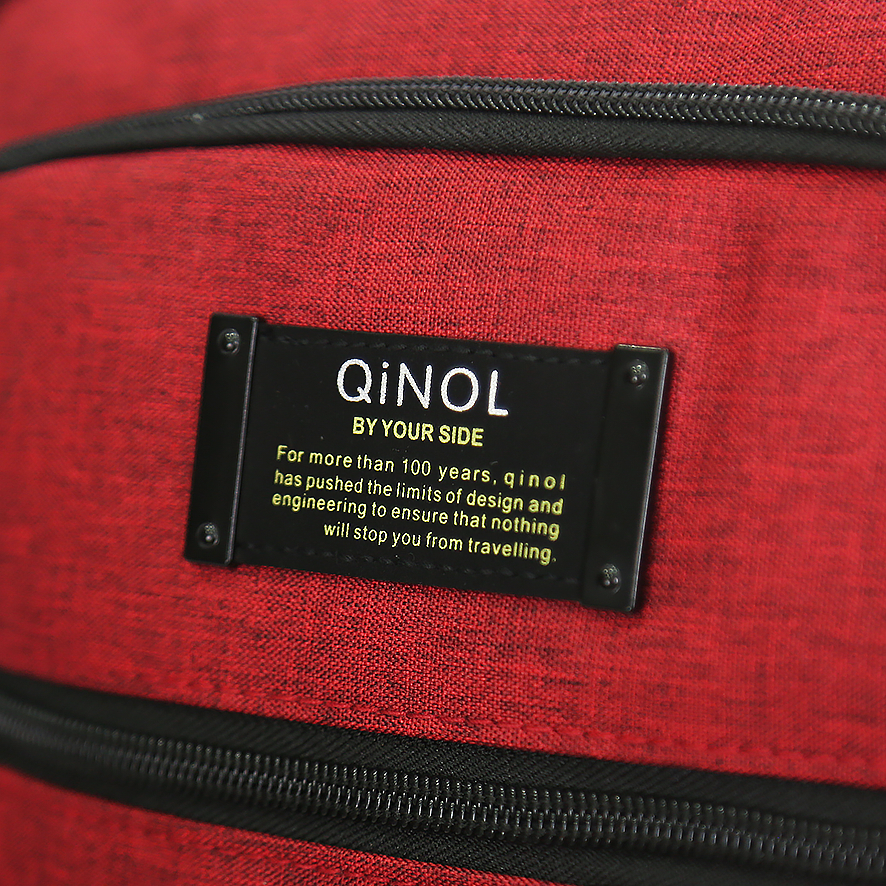 QiNOL
BY YOUR SIDE
For more than 100 years, qinol
has pushed the limits of design and
engineering to ensure that nothing
will stop you from travelling.